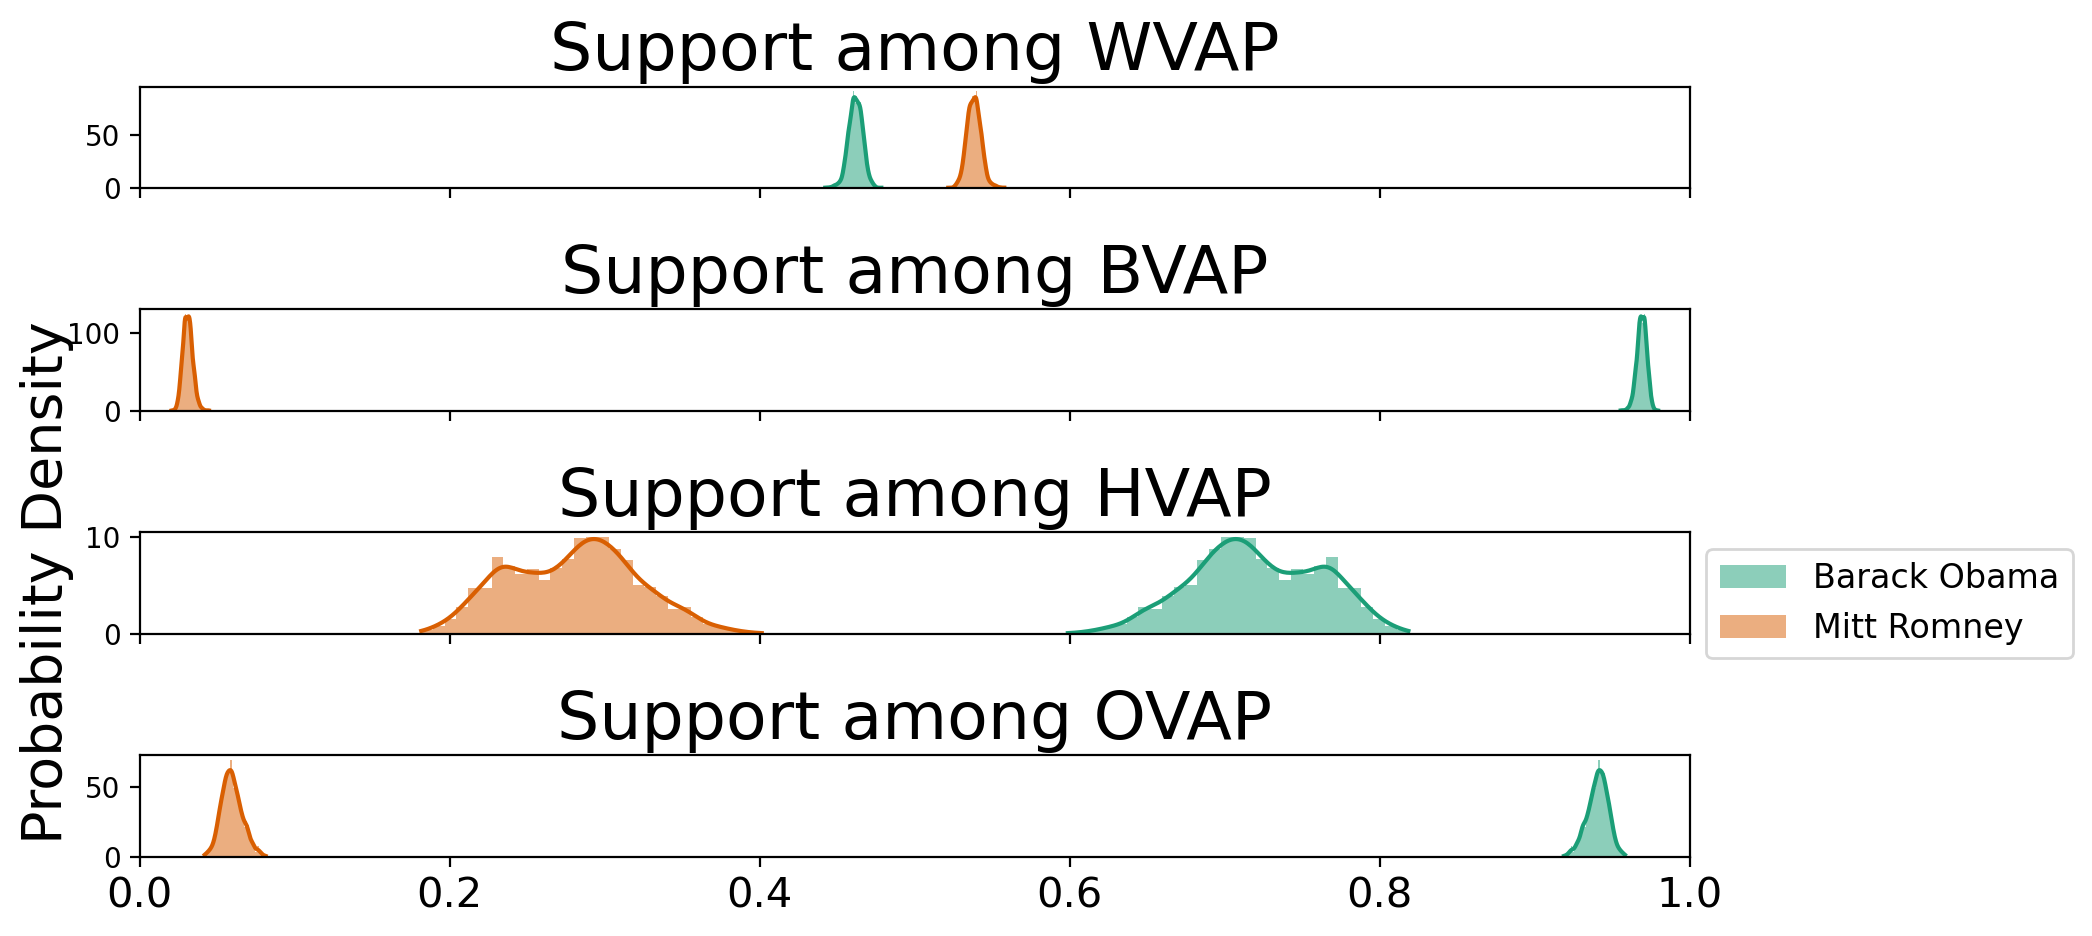 Support among WVAP
50
0
Support among BVAP
100
0
Support among HVAP
10
0
Support among OVAP
50
0
0.0 0.2 0.4 0.6 0.8 1.0
Probability Density
Barack Obama
Mitt Romney